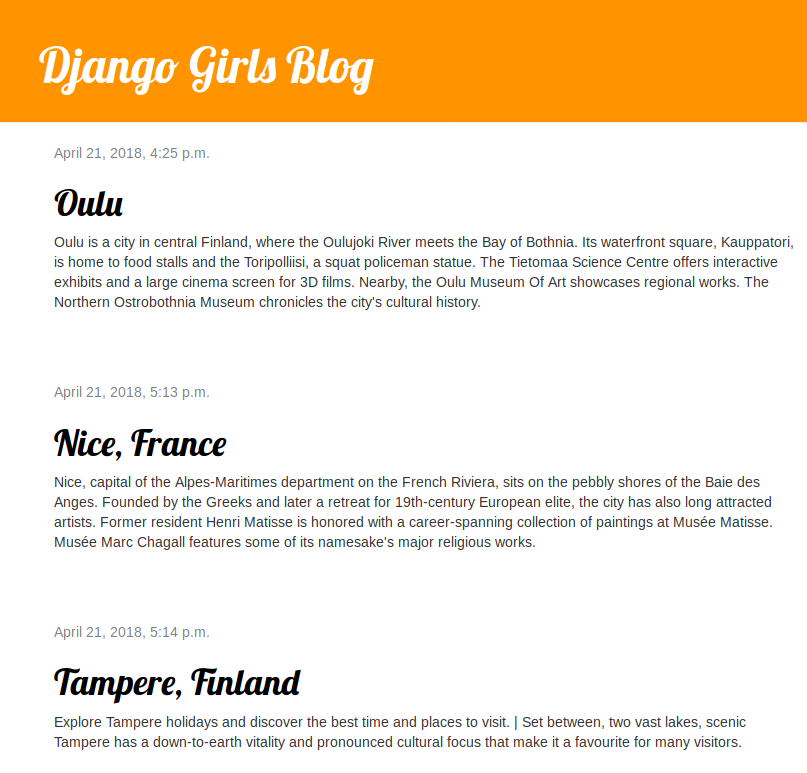 Django Girls Blog
April 21, 2018, 4:25 p.m.
Oulu
Oulu is a city in central Finland, where the Oulujoki River meets the Bay of Bothnia. Its waterfront square, Kauppatori,
is home to food stalls and the Toripolliisi, a squat policeman statue. The Tietomaa Science Centre offers interactive
exhibits and a large cinema screen for 3D films. Nearby, the Oulu Museum Of Art showcases regional works. The
Northern Ostrobothnia Museum chronicles the city's cultural history.
April 21, 2018, 5:13 p.m.
Nice, France
Nice, capital of the Alpes-Maritimes department on the French Riviera, sits on the pebbly shores of the Baie des
Anges. Founded by the Greeks and later a retreat for 19th-century European elite, the city has also long attracted
artists. Former resident Henri Matisse is honored with a career-spanning collection of paintings at Musée Matisse.
Musée Marc Chagall features some of its namesake's major religious works.
April 21, 2018, 5:14 p.m.
Tampere, Finland
Explore Tampere holidays and discover the best time and places to visit. | Set between, two vast lakes, scenic
Tampere has a down-to-earth vitality and pronounced cultural focus that make it a favourite for many visitors.